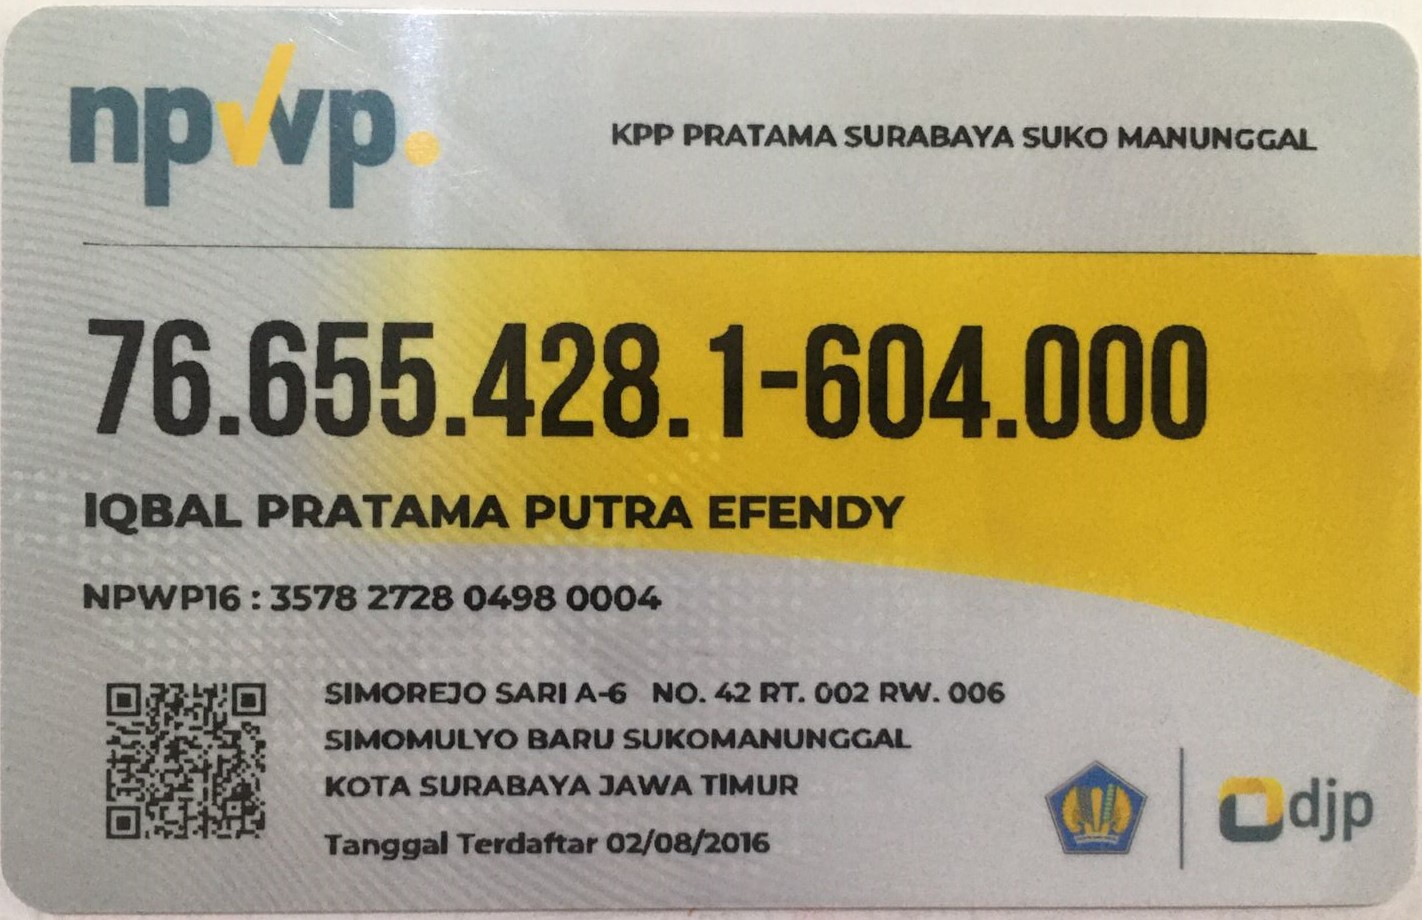 npwp.
KPP PRATAMA SURABAYA SUKO MANUNGGAL
76.655.428.1-604.000
IQBAL PRATAMA PUTRA EFENDY
NPWP16 : 3578 2728 0498 0004
SIMOREJO SARI A-6 NO. 42 RT. 002 RW. 006
SIMOMULYO BARU SUKOMANUNGGAL
KOTA SURABAYA JAWA TIMUR
Tanggal Terdaftar 02/08/2016
djp